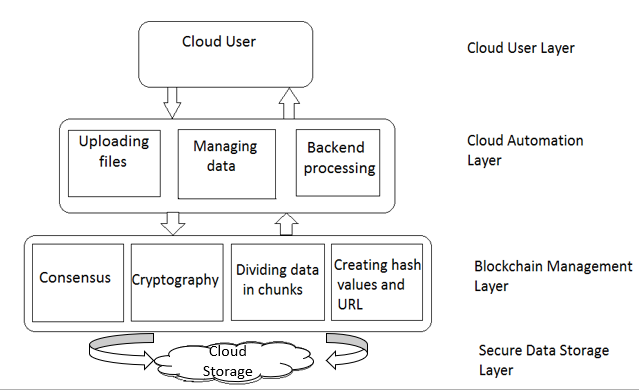 Cloud User
Cloud User Layer
Uploading
files
Managing
data
Backend
processing
Cloud Automation
Layer
Consensus
Cryptography
Dividing data
in chunks
Creating hash
values and
URL
Blockchain Management
Layer
Cloud
Storage
Secure Data Storage
Layer